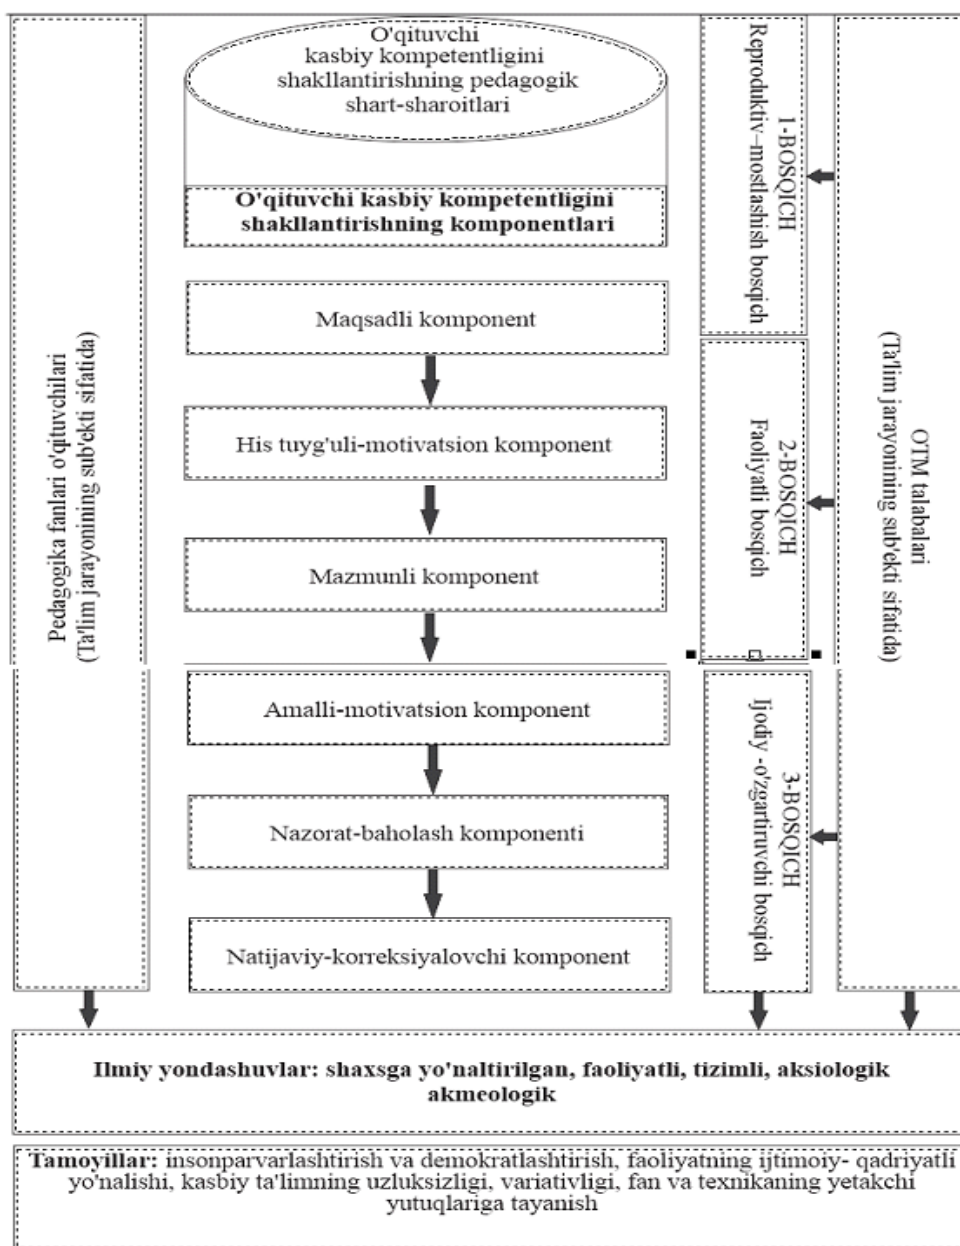 O'qituvchi
kasbiy kompetentligini
shakllantirishning pedagogik
shart-sharoitlari
O'qituvchi kasbiy kompetentligini
shakllantirishning komponentlari
Maqsadli komponent
His tuyg'uli-motivatsion komponent
Mazmunli komponent
Amalli-motivatsion komponent
Nazorat-baholash komponenti
Natijaviy-korreksiyalovchi komponent
Pedagogika fanlari o'qituvchilari
(Ta'lim jarayonining sub'ekti sifatida)
1-BOSQICH
Reproduktiv–mostlashish bosqich
2-BOSQICH
Faoliyatli bosqich
3-BOSQICH
Ijodiy -o'zgartiruvchi bosqich
OTM talabalari
(Ta'lim jarayonining sub'ekti sifatida)
Ilmiy yondashuvlar: shaxsga yo'naltirilgan, faoliyatli, tizimli, aksiologik
akmeologik
Tamoyillar: insonparvarlashtirish va demokratlashtirish, faoliyatning ijtimoiy- qadriyatli
yo'nalishi, kasbiy ta'limning uzluksizligi, variativligi, fan va texnikaning yetakchi
yutuqlariga tayanish